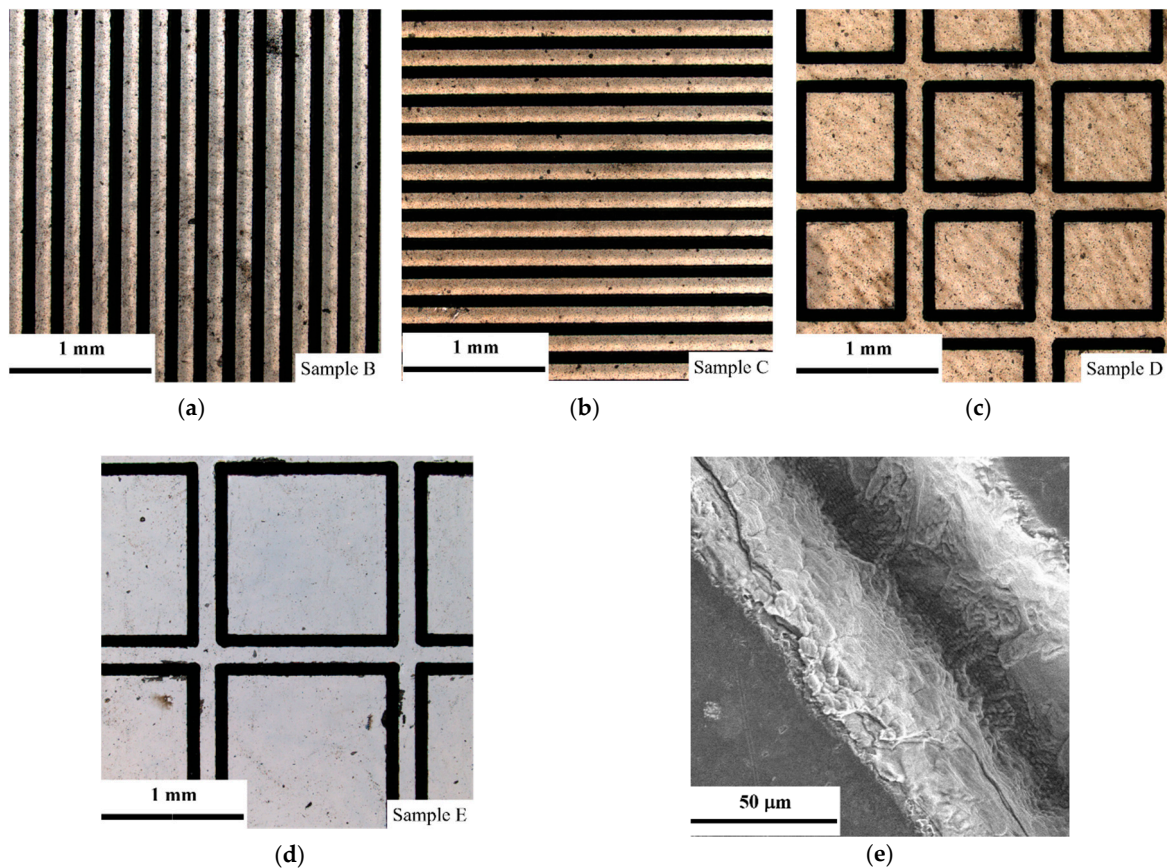 1 mm
Sample B
(a)
1 mm
Sample C
(b)
1 mm
Sample D
(c)
1 mm
Sample E
(d)
50 μm
(e)